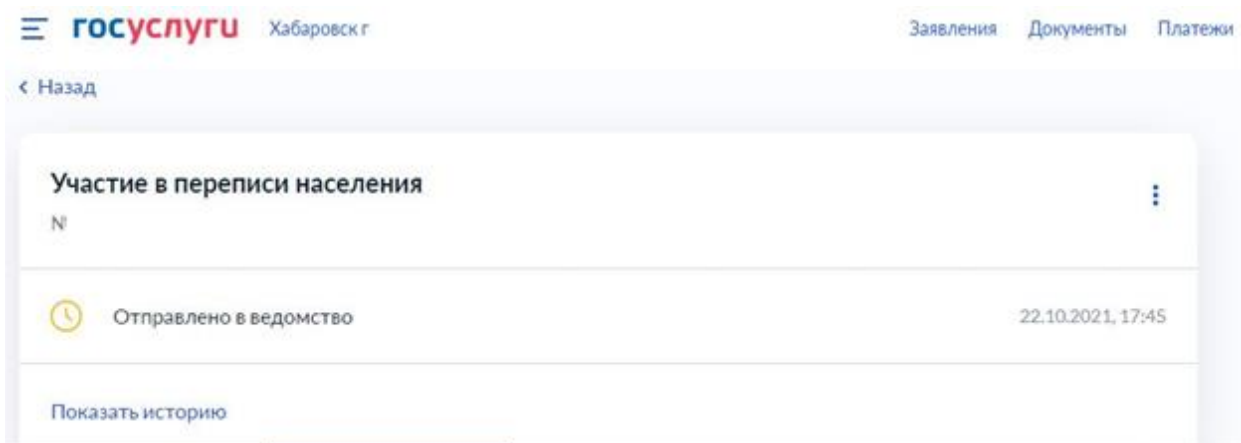 госуслуги Хабаровск г Заявления Документы Платежи
‹ Назад
Участие в переписи населения
№
Отправлено в ведомство 22.10.2021, 17:45
Показать историю